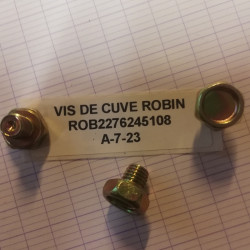 VIS DE CUVE ROBIN
ROB2276245108
A-7-23